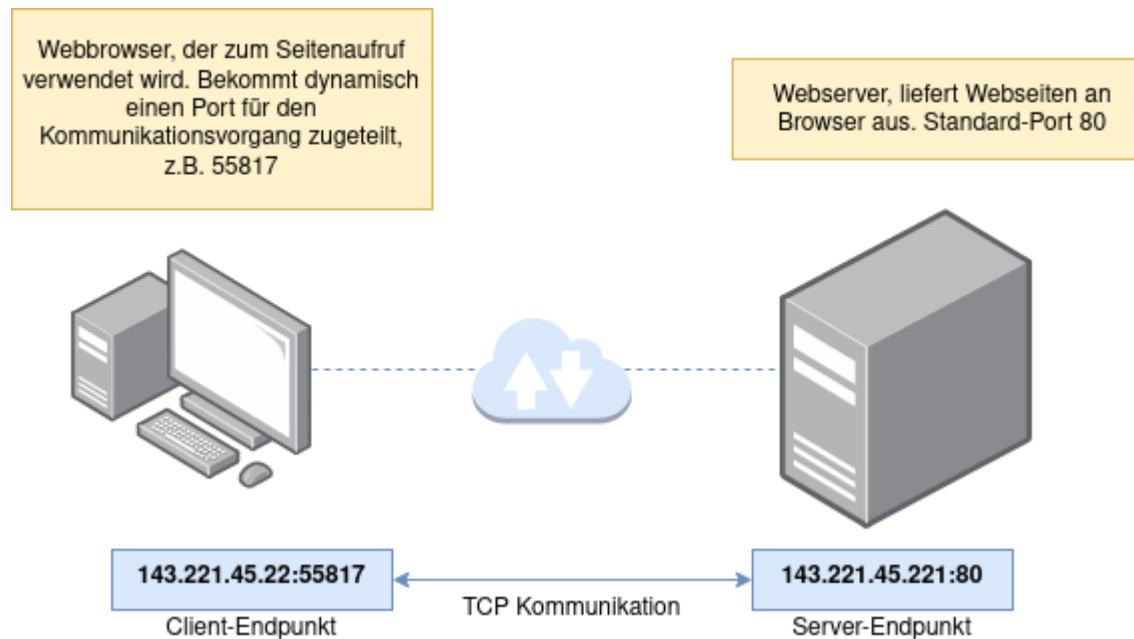 Webbrowser, der zum Seitenaufruf
verwendet wird. Bekommt dynamisch
einen Port für den
Kommunikationsvorgang zugeteilt,
z.B. 55817
Webserver, liefert Webseiten an
Browser aus. Standard-Port 80
143.221.45.22:55817
Client-Endpunkt
TCP Kommunikation
143.221.45.221:80
Server-Endpunkt